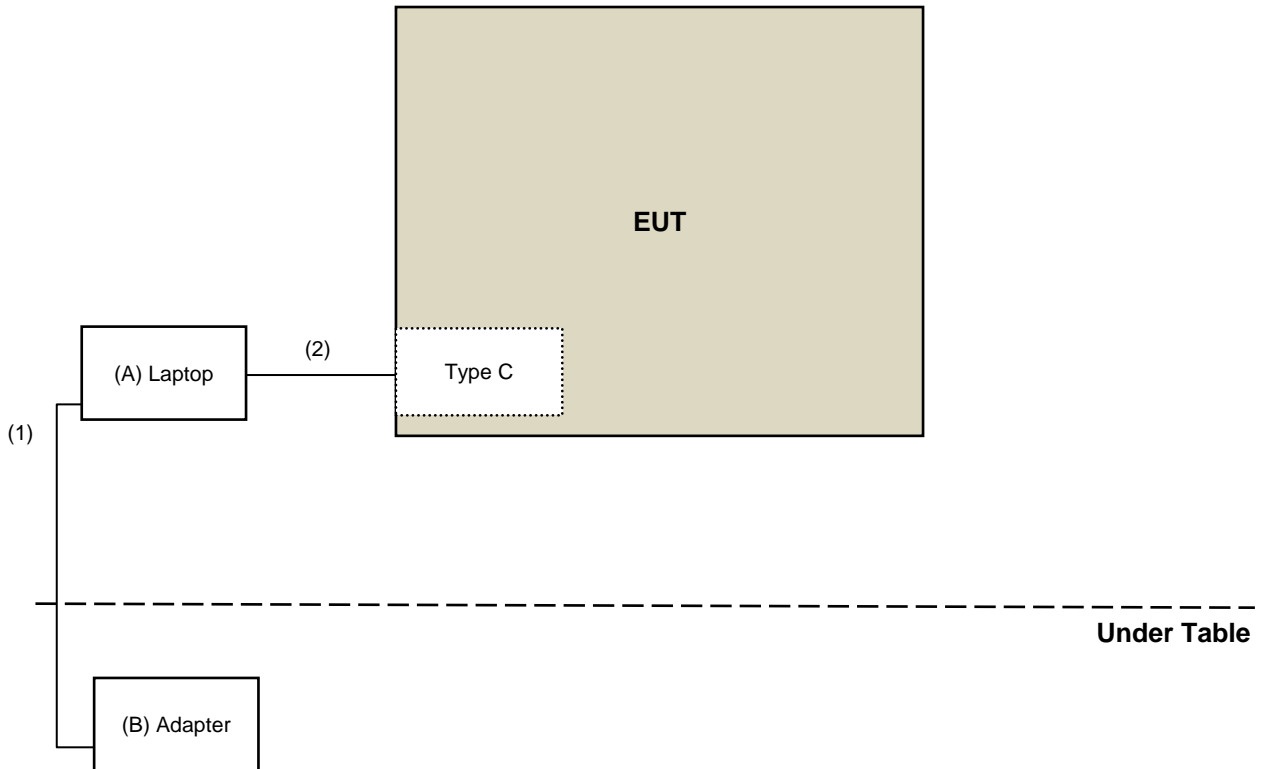 EUT
(2)
(A) Laptop
Type C
(1)
Under Table
(B) Adapter